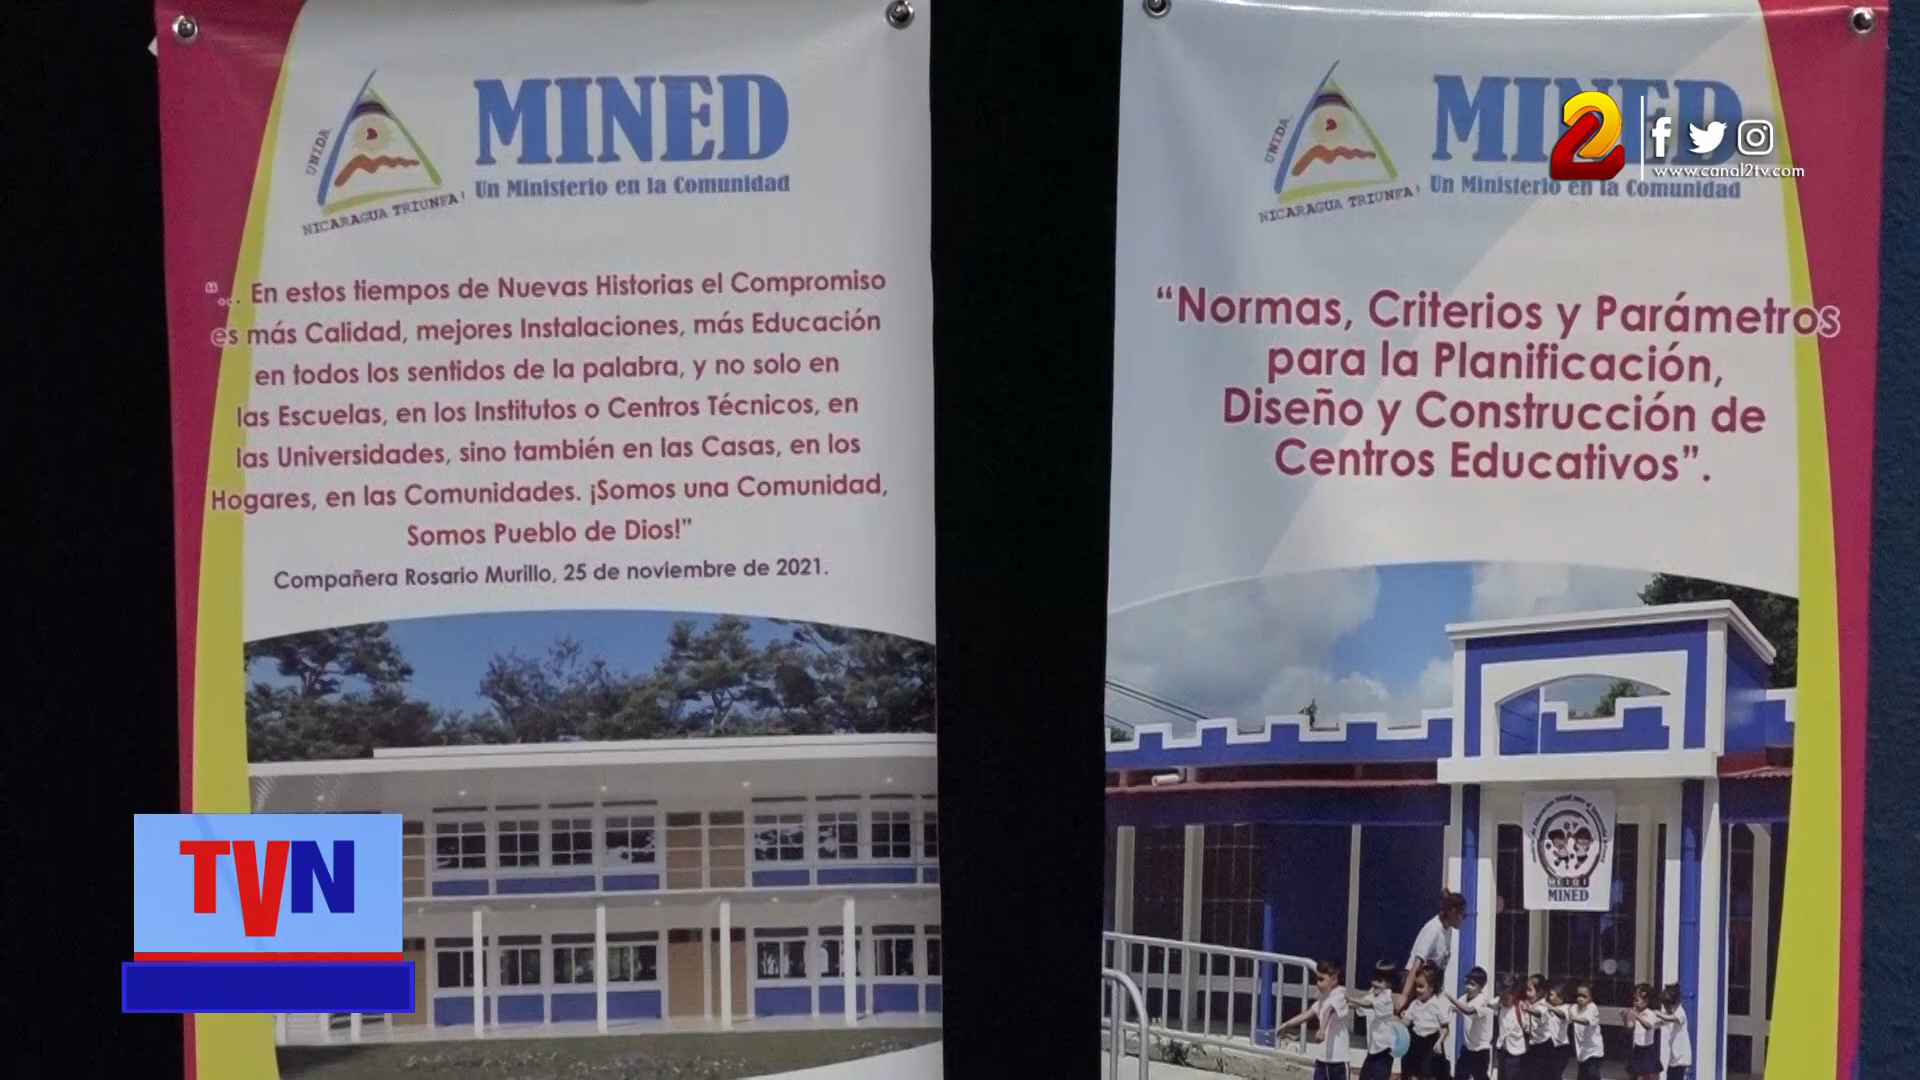 UNIDA
NICARAGUA TRIUNFA!
MINED
Un Ministerio en la Comunidad
“... En estos tiempos de Nuevas Historias el Compromiso
es más Calidad, mejores Instalaciones, más Educación
en todos los sentidos de la palabra, y no solo en
las Escuelas, en los Institutos o Centros Técnicos, en
las Universidades, sino también en las Casas, en los
Hogares, en las Comunidades. ¡Somos una Comunidad,
Somos Pueblo de Dios!”
Compañera Rosario Murillo, 25 de noviembre de 2021.
UNIDA
NICARAGUA TRIUNFA!
MINED
Un Ministerio en la Comunidad
2
www.canal2tv.com
“Normas, Criterios y Parámetros
para la Planificación,
Diseño y Construcción de
Centros Educativos”.
MINED
TVN